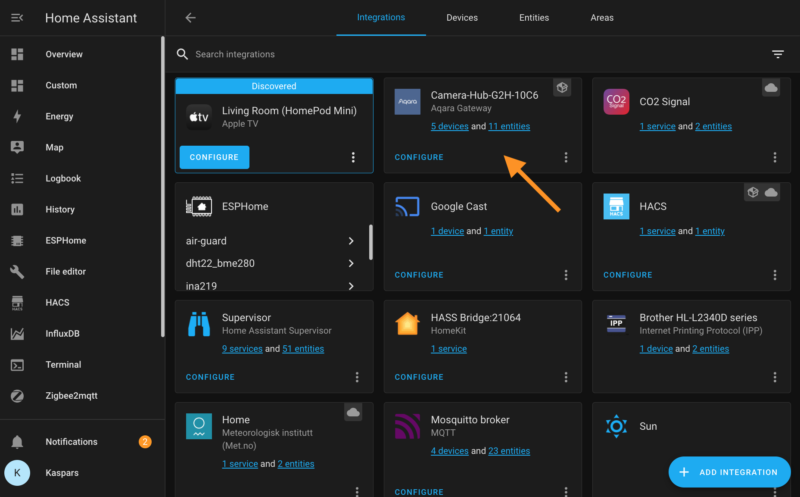 Home Assistant
Overview
Custom
Energy
Map
Logbook
History
ESPHome
File editor
HACS
InfluxDB
Terminal
Zigbee2mqtt
Notifications
2
K
Kaspars
Integrations
Devices
Entities
Areas
Search integrations
Discovered
tv
Living Room (HomePod Mini)
Apple TV
CONFIGURE
Aqara
Camera-Hub-G2H-10C6
Aqara Gateway
5 devices and 11 entities
CONFIGURE
CO2
Signal
CO2 Signal
1 service and 2 entities
ESPHome
air-guard
dht22_bme280
ina219
Google Cast
1 device and 1 entity
CONFIGURE
HACS
HACS
1 service and 1 entity
CONFIGURE
Supervisor
Home Assistant Supervisor
9 services and 51 entities
CONFIGURE
HASS Bridge:21064
HomeKit
1 service
CONFIGURE
IPP
Brother HL-L2340D series
Internet Printing Protocol (IPP)
1 device and 2 entities
Home
Meteorologisk institutt
(Met.no)
1 service and 2 entities
Mosquitto broker
MQTT
4 devices and 23 entities
CONFIGURE
Sun
ADD INTEGRATION